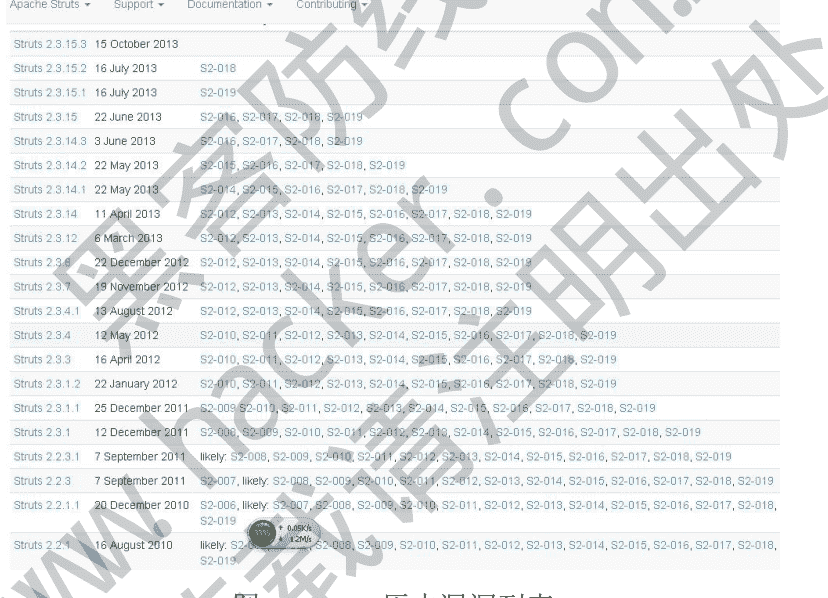 Apache Struts Support Documentation Contributing
Struts 2.3.15.3 15 October 2013
Struts 2.3.15.2 16 July 2013 S2-018
Struts 2.3.15.1 16 July 2013 S2-019
Struts 2.3.15 22 June 2013 S2-016, S2-017, S2-018, S2-019
Struts 2.3.14.3 3 June 2013 S2-016, S2-017, S2-018, S2-019
Struts 2.3.14.2 22 May 2013 S2-015, S2-016, S2-017, S2-018, S2-019
Struts 2.3.14.1 22 May 2013 S2-014, S2-015, S2-016, S2-017, S2-018, S2-019
Struts 2.3.14 11 April 2013 S2-012, S2-013, S2-014, S2-015, S2-016, S2-017, S2-018, S2-019
Struts 2.3.12 6 March 2013 S2-012, S2-013, S2-014, S2-015, S2-016, S2-017, S2-018, S2-019
Struts 2.3.8 22 December 2012 S2-012, S2-013, S2-014, S2-015, S2-016, S2-017, S2-018, S2-019
Struts 2.3.7 19 November 2012 S2-012, S2-013, S2-014, S2-015, S2-016, S2-017, S2-018, S2-019
Struts 2.3.4.1 13 August 2012 S2-012, S2-013, S2-014, S2-015, S2-016, S2-017, S2-018, S2-019
Struts 2.3.4 12 May 2012 S2-010, S2-011, S2-012, S2-013, S2-014, S2-015, S2-016, S2-017, S2-018, S2-019
Struts 2.3.3 16 April 2012 S2-010, S2-011, S2-012, S2-013, S2-014, S2-015, S2-016, S2-017, S2-018, S2-019
Struts 2.3.1.2 22 January 2012 S2-010, S2-011, S2-012, S2-013, S2-014, S2-015, S2-016, S2-017, S2-018, S2-019
Struts 2.3.1.1 25 December 2011 S2-009 S2-010, S2-011, S2-012, S2-013, S2-014, S2-015, S2-016, S2-017, S2-018, S2-019
Struts 2.3.1 12 December 2011 S2-008, S2-009, S2-010, S2-011, S2-012, S2-013, S2-014, S2-015, S2-016, S2-017, S2-018, S2-019
Struts 2.2.3.1 7 September 2011 likely: S2-008, S2-009, S2-010, S2-011, S2-012, S2-013, S2-014, S2-015, S2-016, S2-017, S2-018, S2-019
Struts 2.2.3 7 September 2011 S2-007, likely: S2-008, S2-009, S2-010, S2-011, S2-012, S2-013, S2-014, S2-015, S2-016, S2-017, S2-018, S2-019
Struts 2.2.1.1 20 December 2010 S2-006, likely: S2-007, S2-008, S2-009, S2-010, S2-011, S2-012, S2-013, S2-014, S2-015, S2-016, S2-017, S2-018,
S2-019
Struts 2.2.1 16 August 2010 likely: S2-008, S2-009, S2-010, S2-011, S2-012, S2-013, S2-014, S2-015, S2-016, S2-017, S2-018,
S2-019
0.05K/s
12M/s
黑客防线
www.hacker.com.
下载请注明出处